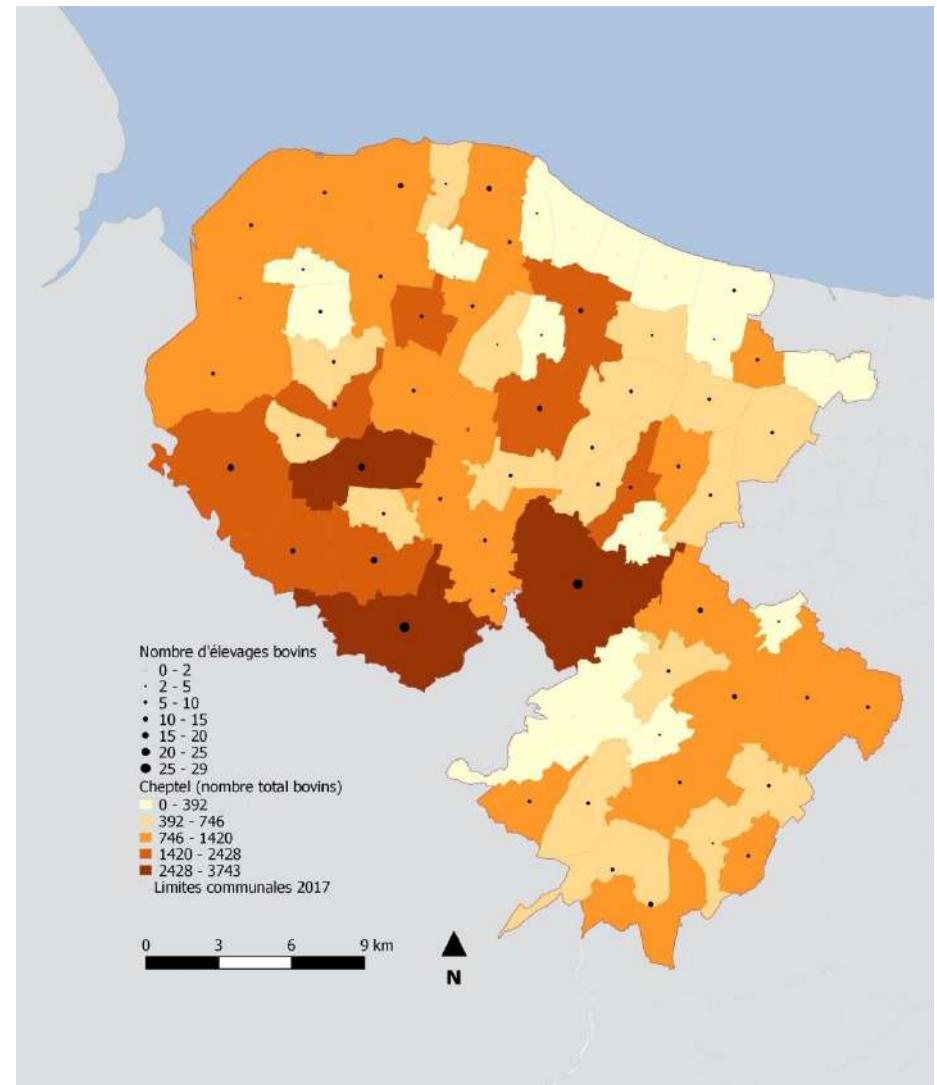 Nombre d'élevages bovins
0 - 2
2 - 5
5 - 10
10 - 15
15 - 20
20 - 25
25 - 29
Cheptel (nombre total bovins)
0 - 392
392 - 746
746 - 1420
1420 - 2428
2428 - 3743
Limites communales 2017
0 3 6 9 km
N